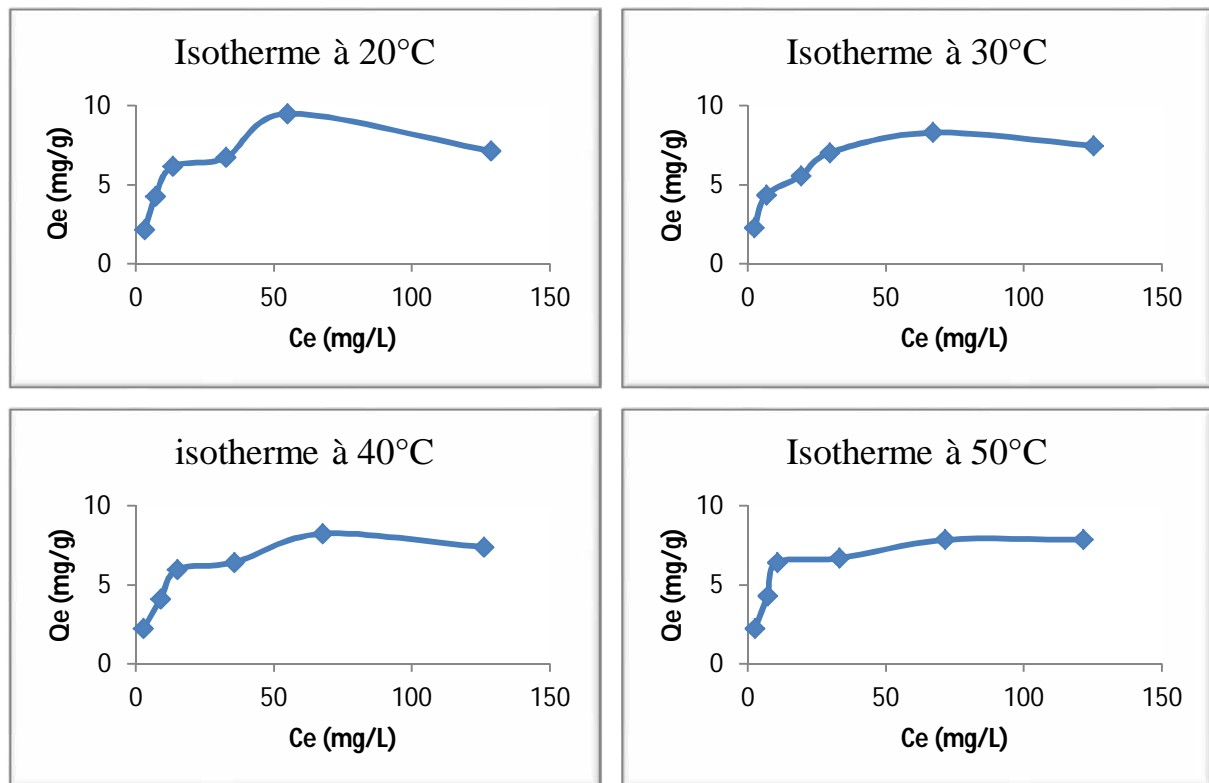 Isotherme à 20°C
10
5
0
Qe (mg/g)
0 50 100 150
Ce (mg/L)
Isotherme à 30°C
10
5
0
Qe (mg/g)
0 50 100 150
Ce (mg/L)
isotherme à 40°C
10
5
0
Qe (mg/g)
0 50 100 150
Ce (mg/L)
Isotherme à 50°C
10
5
0
Qe (mg/g)
0 50 100 150
Ce (mg/L)